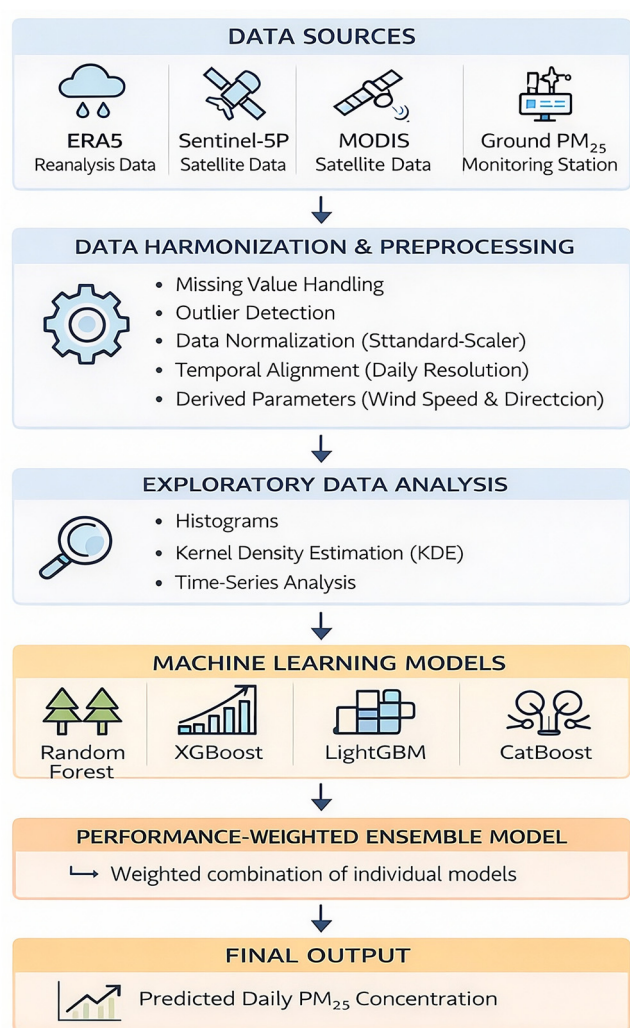 DATA SOURCES
ERA5
Reanalysis Data
Sentinel-5P
Satellite Data
MODIS
Satellite Data
Ground PM₂₅
Monitoring Station
DATA HARMONIZATION & PREPROCESSING
• Missing Value Handling
• Outlier Detection
• Data Normalization (Sttandard-Scaler)
• Temporal Alignment (Daily Resolution)
• Derived Parameters (Wind Speed & Directcion)
EXPLORATORY DATA ANALYSIS
• Histograms
• Kernel Density Estimation (KDE)
• Time-Series Analysis
MACHINE LEARNING MODELS
Random
Forest
XGBoost
LightGBM
CatBoost
PERFORMANCE-WEIGHTED ENSEMBLE MODEL
Weighted combination of individual models
FINAL OUTPUT
Predicted Daily PM₂₅ Concentration